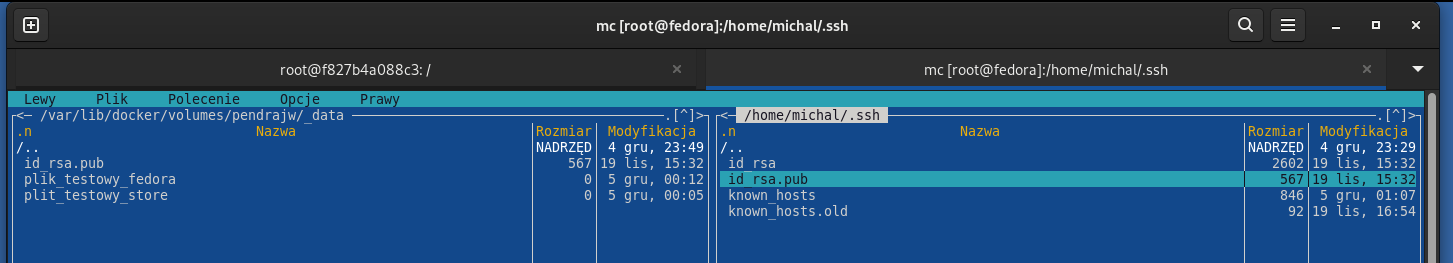 mc [root@fedora]:/home/michal/.ssh
root@f827b4a088c3: /
mc [root@fedora]:/home/michal/.ssh
Lewy Plik Polecenie Opcje Prawy
<─ /var/lib/docker/volumes/pendrajw/_data .[^]>
.n Nazwa Rozmiar Modyfikacja
/.. NADRZĘD 4 gru, 23:49
id_rsa.pub 567 19 lis, 15:32
plik_testowy_fedora 0 5 gru, 00:12
plit_testowy_store 0 5 gru, 00:05
<─ /home/michal/.ssh .[^]>
.n Nazwa Rozmiar Modyfikacja
/.. NADRZĘD 4 gru, 23:29
id_rsa 2602 19 lis, 15:32
id_rsa.pub 567 19 lis, 15:32
known_hosts 846 5 gru, 01:07
known_hosts.old 92 19 lis, 16:54